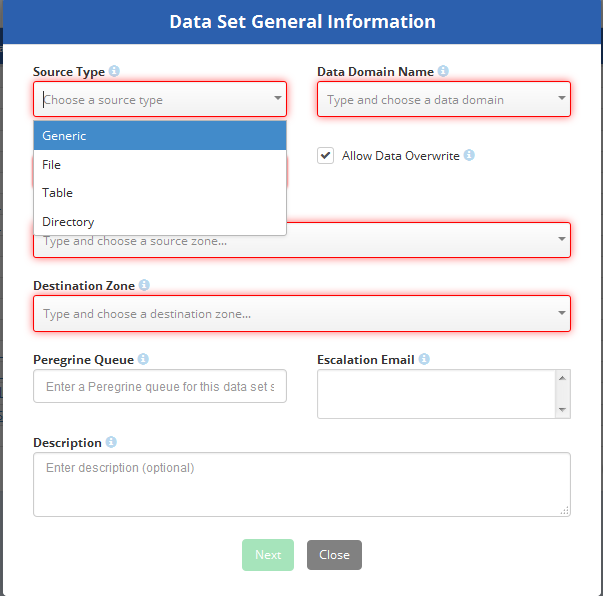 Data Set General Information
Source Type
Data Domain Name
Choose a source type
Type and choose a data domain
Generic
File
Table
Directory
Allow Data Overwrite
Type and choose a source zone...
Destination Zone
Type and choose a destination zone...
Peregrine Queue
Escalation Email
Enter a Peregrine queue for this data set s
Description
Enter description (optional)
Next
Close